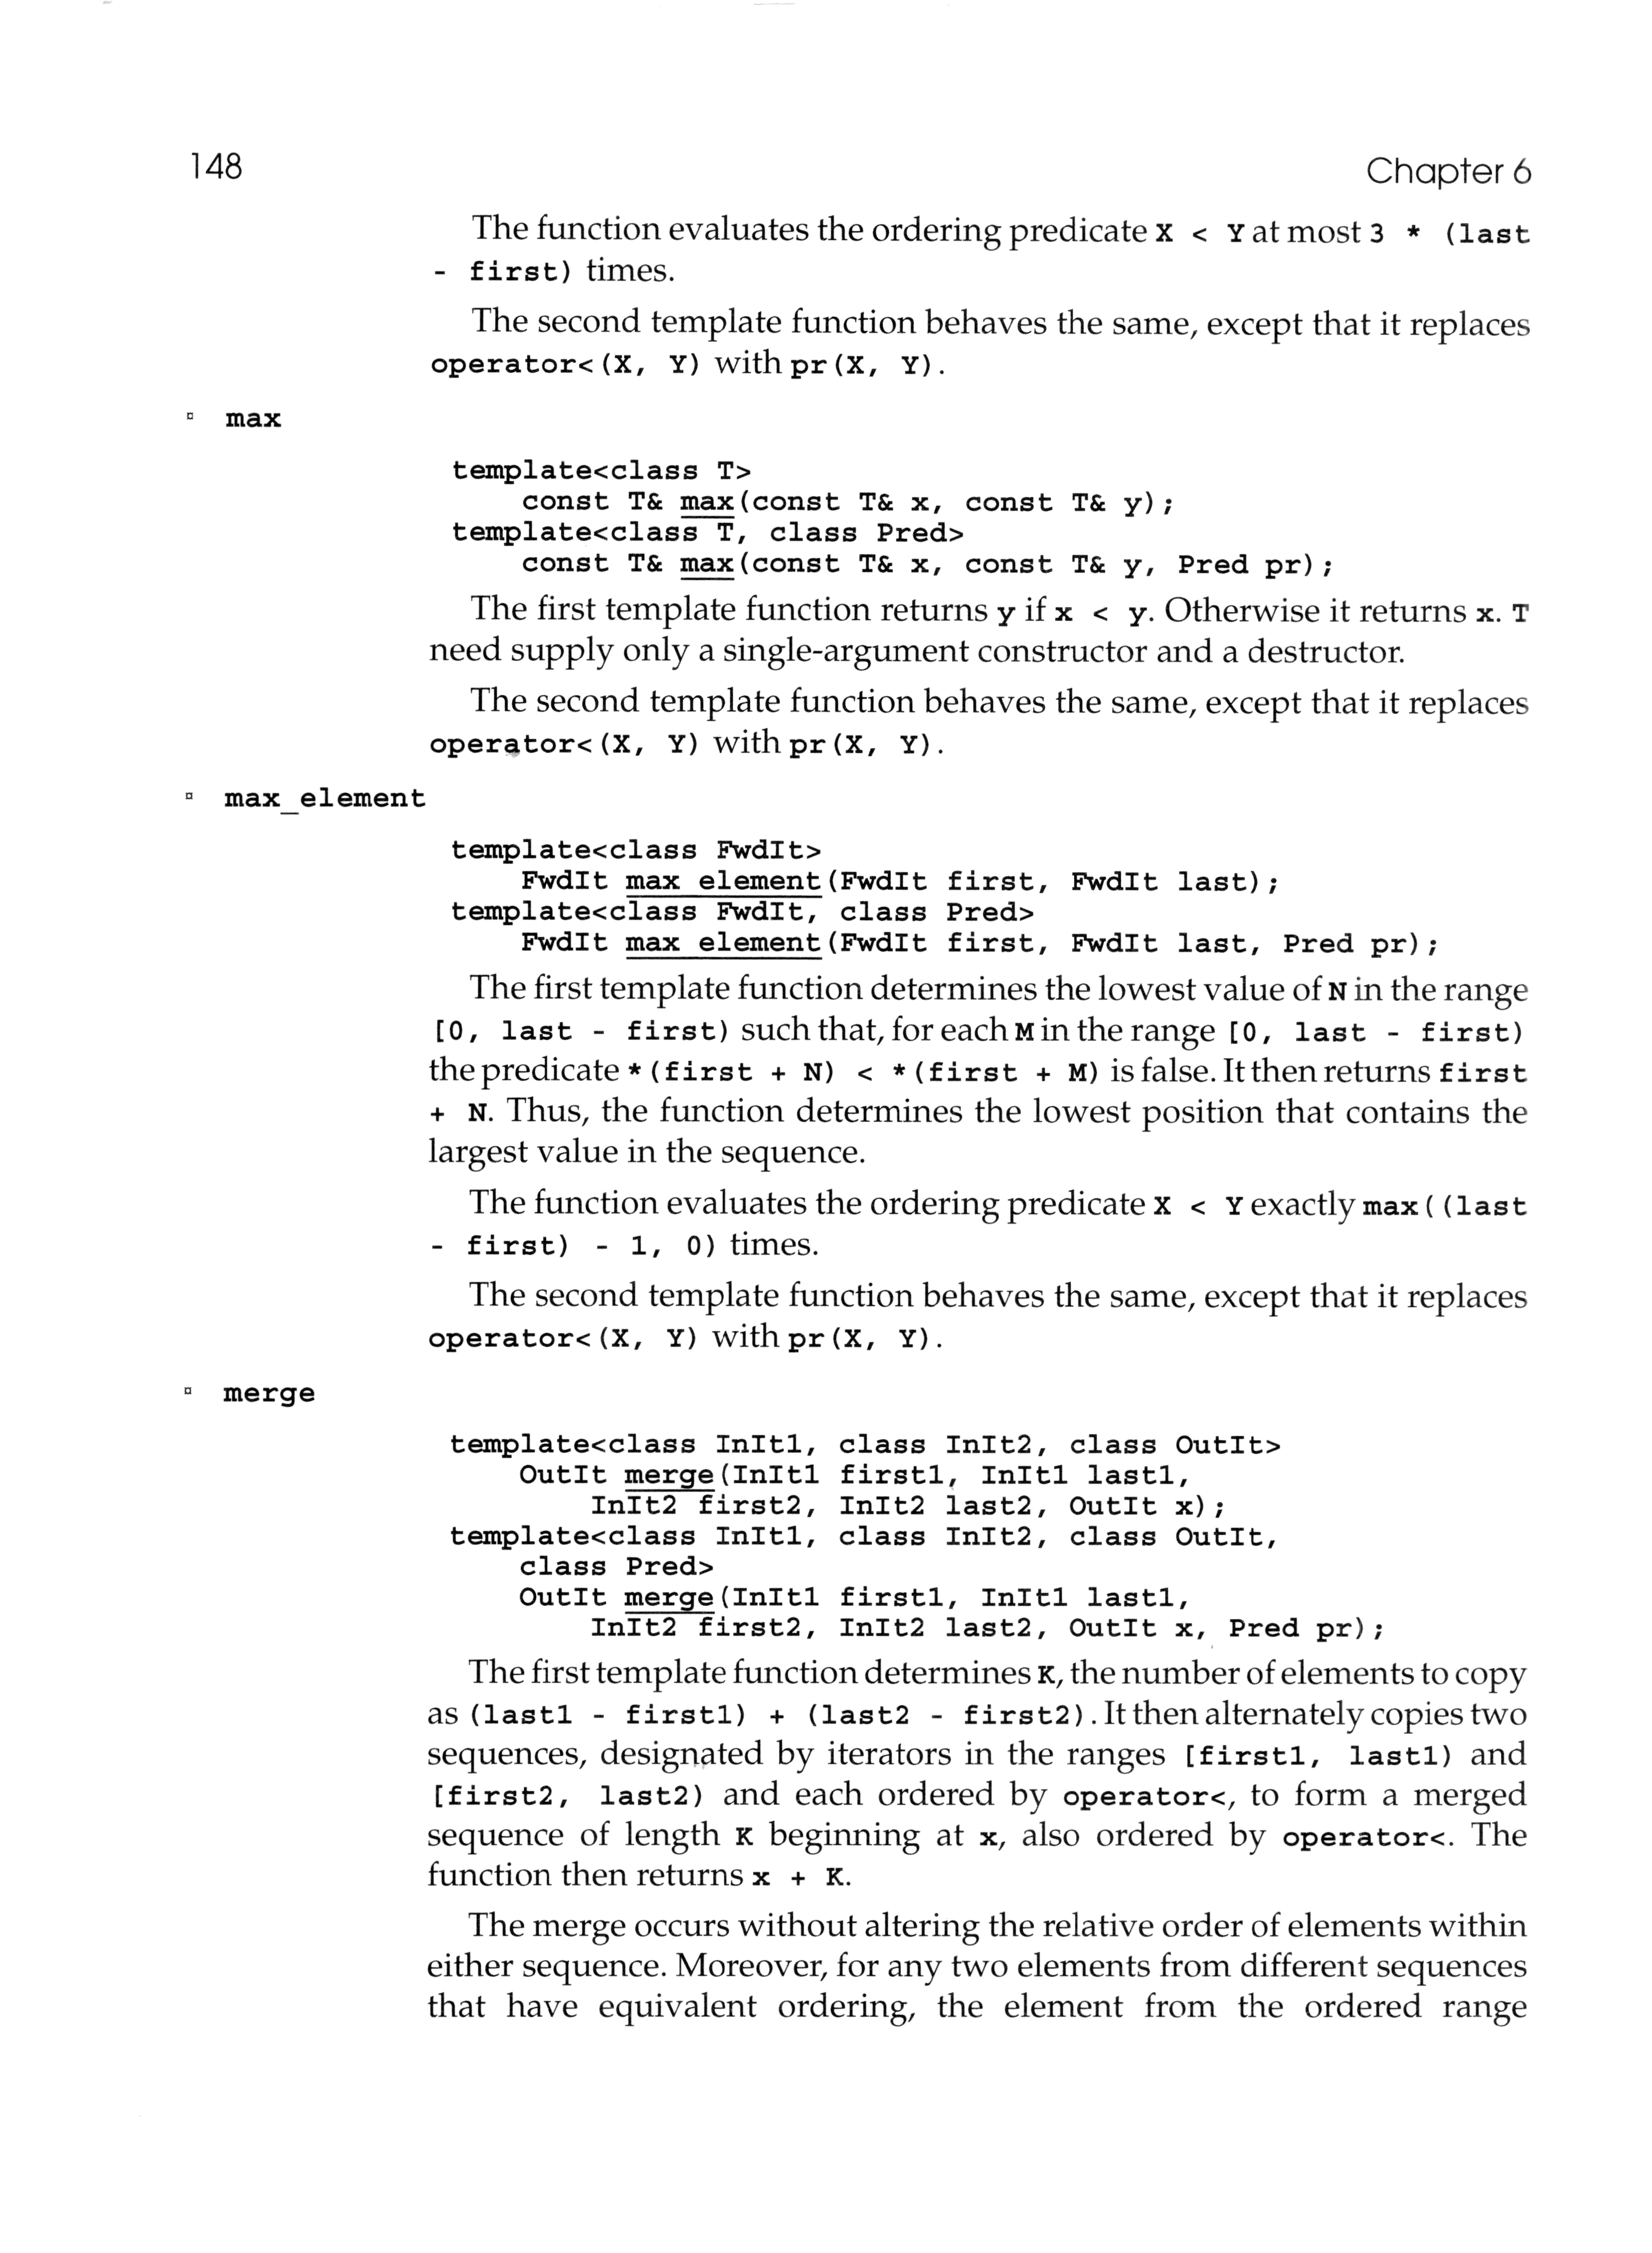 148 Chapter 6
The function evaluates the ordering predicate X < Y at most 3 * (last
- first) times.
The second template function behaves the same, except that it replaces
operator<(X, Y) with pr(X, Y).
¤ max
template<class T>
const T& max(const T& x, const T& y);
template<class T, class Pred>
const T& max(const T& x, const T& y, Pred pr);
The first template function returns y if x < y. Otherwise it returns x. T
need supply only a single-argument constructor and a destructor.
The second template function behaves the same, except that it replaces
operator<(X, Y) with pr(X, Y).
¤ max_element
template<class FwdIt>
FwdIt max_element(FwdIt first, FwdIt last);
template<class FwdIt, class Pred>
FwdIt max_element(FwdIt first, FwdIt last, Pred pr);
The first template function determines the lowest value of N in the range
[0, last - first) such that, for each M in the range [0, last - first)
the predicate *(first + N) < *(first + M) is false. It then returns first
+ N. Thus, the function determines the lowest position that contains the
largest value in the sequence.
The function evaluates the ordering predicate X < Y exactly max((last
- first) - 1, 0) times.
The second template function behaves the same, except that it replaces
operator<(X, Y) with pr(X, Y).
¤ merge
template<class InIt1, class InIt2, class OutIt>
OutIt merge(InIt1 first1, InIt1 last1,
InIt2 first2, InIt2 last2, OutIt x);
template<class InIt1, class InIt2, class OutIt,
class Pred>
OutIt merge(InIt1 first1, InIt1 last1,
InIt2 first2, InIt2 last2, OutIt x, Pred pr);
The first template function determines K, the number of elements to copy
as (last1 - first1) + (last2 - first2). It then alternately copies two
sequences, designated by iterators in the ranges [first1, last1) and
[first2, last2) and each ordered by operator<, to form a merged
sequence of length K beginning at x, also ordered by operator<. The
function then returns x + K.
The merge occurs without altering the relative order of elements within
either sequence. Moreover, for any two elements from different sequences
that have equivalent ordering, the element from the ordered range